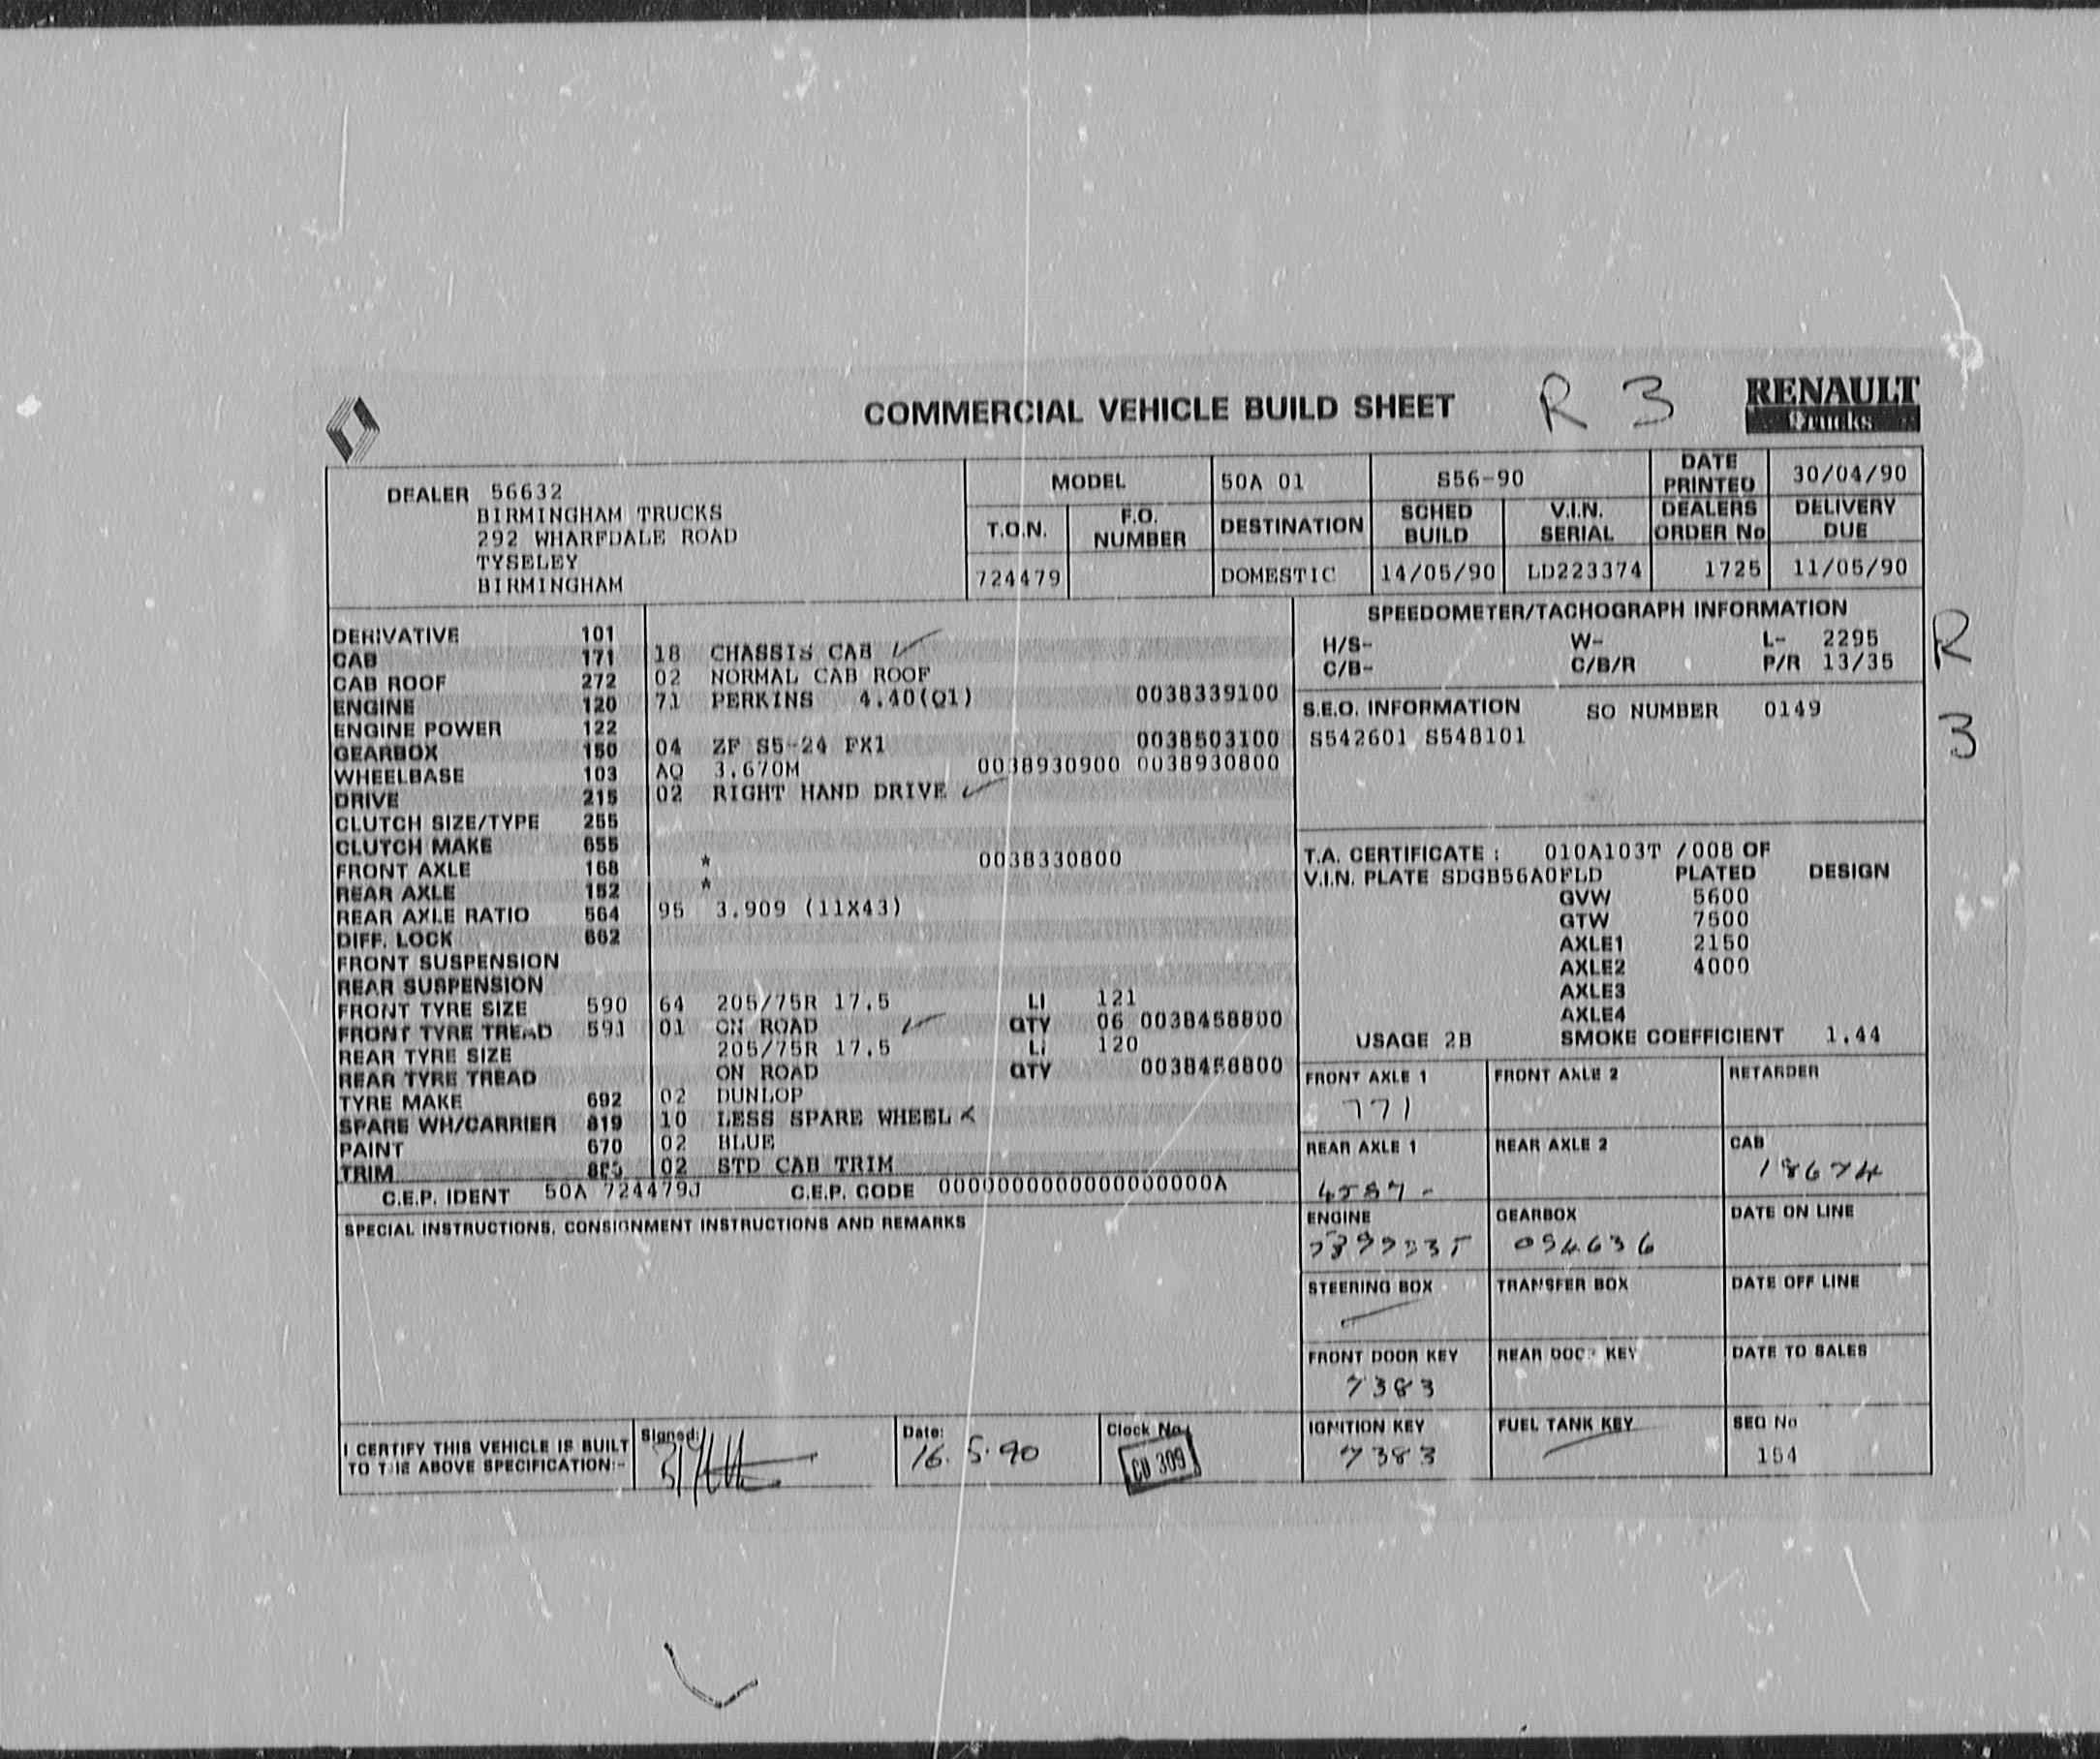 COMMERCIAL VEHICLE BUILD SHEET R 3 RENAULT Trucks
DEALER 56632
BIRMINGHAM TRUCKS
292 WHARFDALE ROAD
TYSELEY
BIRMINGHAM
MODEL 50A 01 S56-90 DATE PRINTED 30/04/90
T.O.N. F.O. NUMBER DESTINATION SCHED BUILD V.I.N. SERIAL DEALERS ORDER No DELIVERY DUE
724479 DOMESTIC 14/05/90 LD223374 1725 11/05/90
DERIVATIVE 101
CAB 171 18 CHASSIS CAB
CAB ROOF 272 02 NORMAL CAB ROOF
ENGINE 120 71 PERKINS 4.40(Q1) 0038339100
ENGINE POWER 122
GEARBOX 150 04 ZF S5-24 FX1 0038503100
WHEELBASE 103 AQ 3.670M 0038930900 0038930800
DRIVE 215 02 RIGHT HAND DRIVE
CLUTCH SIZE/TYPE 255
CLUTCH MAKE 655
FRONT AXLE 168 * 0038330800
REAR AXLE 152 *
REAR AXLE RATIO 564 95 3.909 (11X43)
DIFF. LOCK 662
FRONT SUSPENSION
REAR SUSPENSION
FRONT TYRE SIZE 590 64 205/75R 17.5 LI 121
FRONT TYRE TREAD 591 01 ON ROAD QTY 06 0038458800
REAR TYRE SIZE 205/75R 17.5 LI 120
REAR TYRE TREAD ON ROAD QTY 0038458800
TYRE MAKE 692 02 DUNLOP
SPARE WH/CARRIER 819 10 LESS SPARE WHEEL
PAINT 670 02 BLUE
TRIM 02 STD CAB TRIM
C.E.P. IDENT 50A 724479J C.E.P. CODE 0000000000000000000A
SPECIAL INSTRUCTIONS, CONSIGNMENT INSTRUCTIONS AND REMARKS
SPEEDOMETER/TACHOGRAPH INFORMATION
H/S- W- L- 2295
C/B- C/B/R P/R 13/35
R
3
S.E.O. INFORMATION SO NUMBER 0149
S542601 S548101
T.A. CERTIFICATE : 010A103T /008 OF
V.I.N. PLATE SDGB56A0FLD PLATED DESIGN
GVW 5600
GTW 7500
AXLE1 2150
AXLE2 4000
AXLE3
AXLE4
USAGE 2B SMOKE COEFFICIENT 1.44
FRONT AXLE 1 FRONT AXLE 2 RETARDER
771
REAR AXLE 1 REAR AXLE 2 CAB
18674
ENGINE GEARBOX DATE ON LINE
054636
STEERING BOX TRANSFER BOX DATE OFF LINE
FRONT DOOR KEY REAR DOOR KEY DATE TO SALES
7383
IGNITION KEY FUEL TANK KEY SEQ No
7383 154
I CERTIFY THIS VEHICLE IS BUILT
TO THE ABOVE SPECIFICATION:-
Signed: Date: Clock No.
16. 5. 90 CD 309